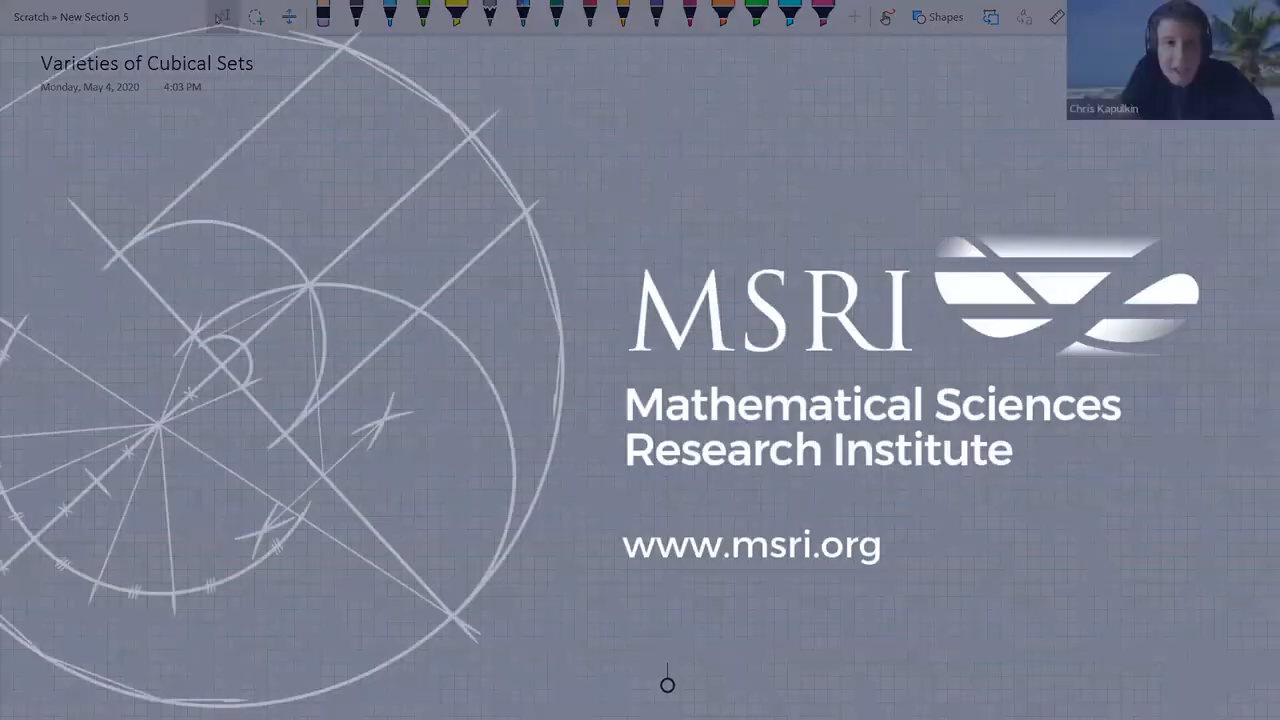 Scratch » New Section 5
Shapes
Varieties of Cubical Sets
Monday, May 4, 2020 4:03 PM
Chris Kapulkin
MSRI
Mathematical Sciences
Research Institute
www.msri.org